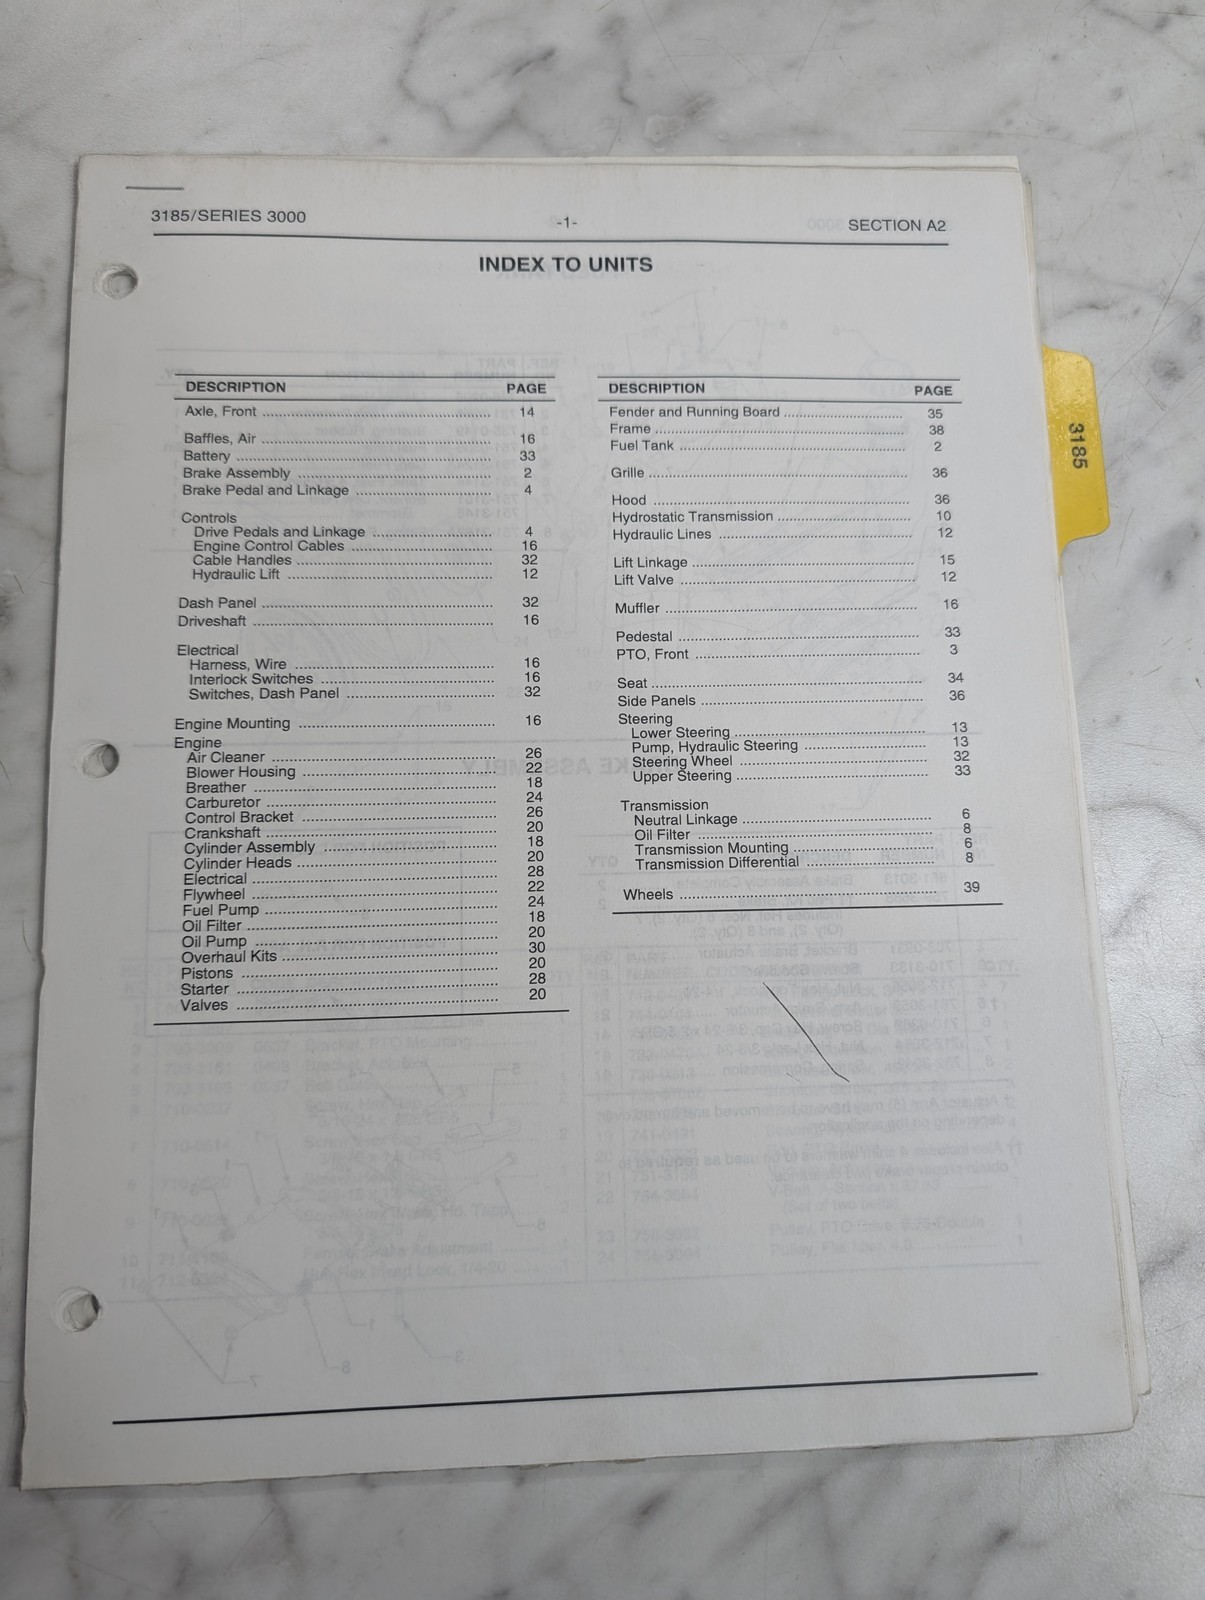 3185/SERIES 3000
-1-
SECTION A2
INDEX TO UNITS
DESCRIPTION PAGE
Axle, Front 14
Baffles, Air 16
Battery 33
Brake Assembly 2
Brake Pedal and Linkage 4
Controls
Drive Pedals and Linkage 4
Engine Control Cables 16
Cable Handles 32
Hydraulic Lift 12
Dash Panel 32
Driveshaft 16
Electrical
Harness, Wire 16
Interlock Switches 16
Switches, Dash Panel 32
Engine Mounting 16
Engine
Air Cleaner 26
Blower Housing 22
Breather 18
Carburetor 24
Control Bracket 26
Crankshaft 20
Cylinder Assembly 18
Cylinder Heads 20
Electrical 28
Flywheel 22
Fuel Pump 24
Oil Filter 18
Oil Pump 20
Overhaul Kits 30
Pistons 20
Starter 28
Valves 20
DESCRIPTION PAGE
Fender and Running Board 35
Frame 38
Fuel Tank 2
Grille 36
Hood 36
Hydrostatic Transmission 10
Hydraulic Lines 12
Lift Linkage 15
Lift Valve 12
Muffler 16
Pedestal 33
PTO, Front 3
Seat 34
Side Panels 36
Steering
Lower Steering 13
Pump, Hydraulic Steering 13
Steering Wheel 32
Upper Steering 33
Transmission
Neutral Linkage 6
Oil Filter 8
Transmission Mounting 6
Transmission Differential 8
Wheels 39
3185